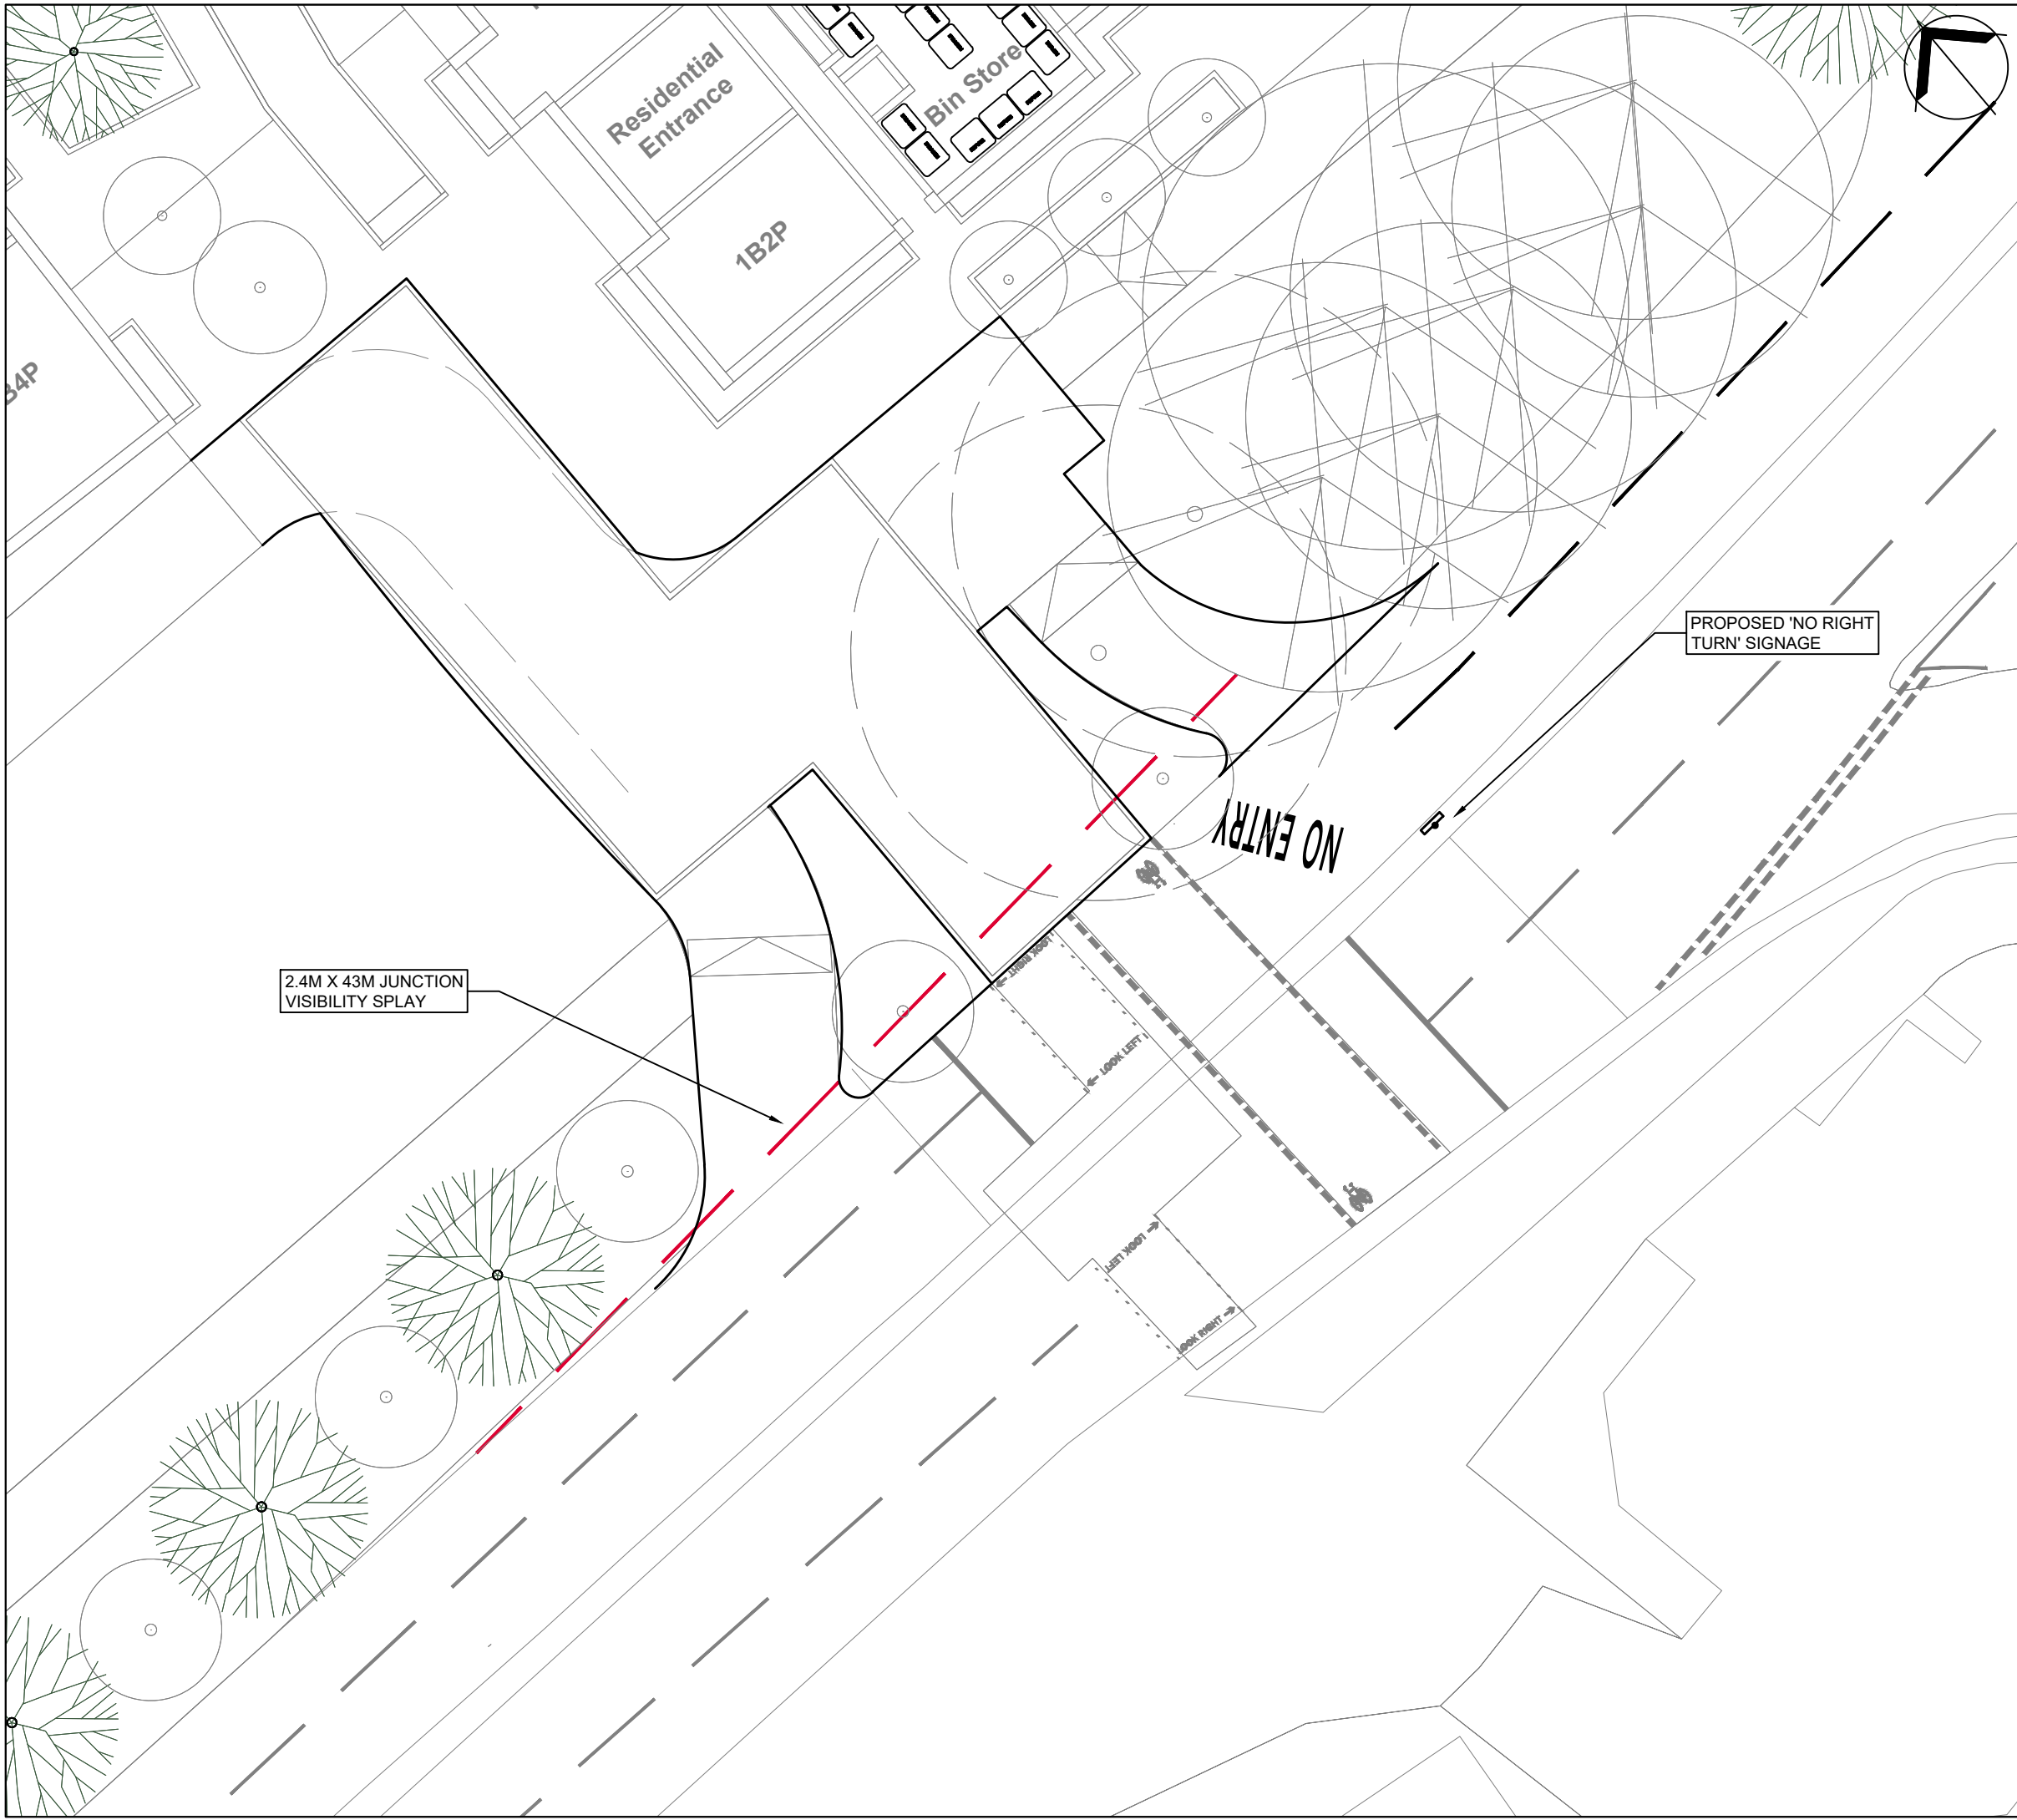 Residential
Entrance
Bin Store
1B2P
B4P
PROPOSED 'NO RIGHT
TURN' SIGNAGE
NO ENTRY
2.4M X 43M JUNCTION
VISIBILITY SPLAY
LOOK RIGHT
LOOK LEFT
LOOK LEFT
LOOK RIGHT